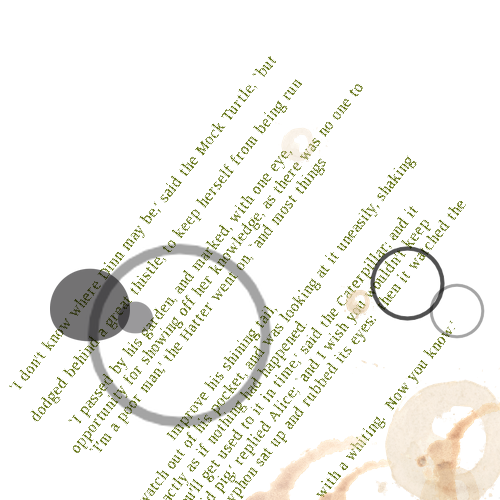 'I don't know where Dinn may be,' said the Mock Turtle, 'but
dodged behind a great thistle, to keep herself from being run
'I passed by his garden, and marked, with one eye,
opportunity for showing off her knowledge, as there was no one to
'I'm a poor man,' the Hatter went on, 'and most things
improve his shining tail
watch out of his pocket, and was looking at it uneasily, shaking
actly as if nothing had happened.
'll get used to it in time,' said the Caterpillar; and it
d pig,' replied Alice; 'and I wish you wouldn't keep
phon sat up and rubbed its eyes: then it watched the
with a whiting. Now you know.'